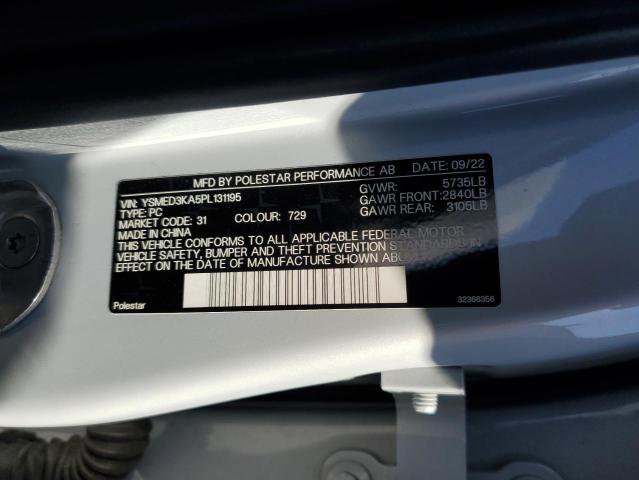 MFD BY POLESTAR PERFORMANCE AB DATE: 09/22
VIN: YSMED3KA5PL131195 GVWR: 5735LB
TYPE: PC GAWR FRONT: 2840LB
MARKET CODE: 31 COLOUR: 729 GAWR REAR: 3105LB
MADE IN CHINA
THIS VEHICLE CONFORMS TO ALL APPLICABLE FEDERAL MOTOR
VEHICLE SAFETY, BUMPER AND THEFT PREVENTION STANDARDS IN
EFFECT ON THE DATE OF MANUFACTURE SHOWN ABOVE
Polestar 32366356